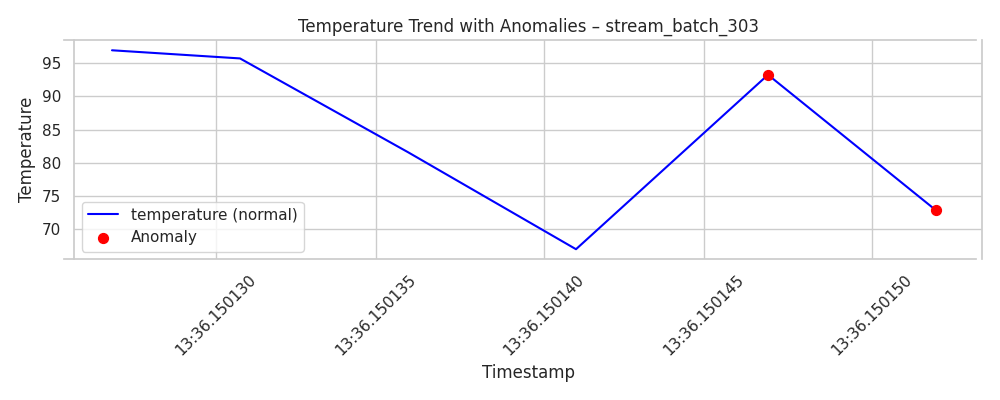 Temperature Trend with Anomalies – stream_batch_303
Temperature
95
90
85
80
75
70
temperature (normal)
Anomaly
13:36.150130
13:36.150135
13:36.150140
13:36.150145
13:36.150150
Timestamp